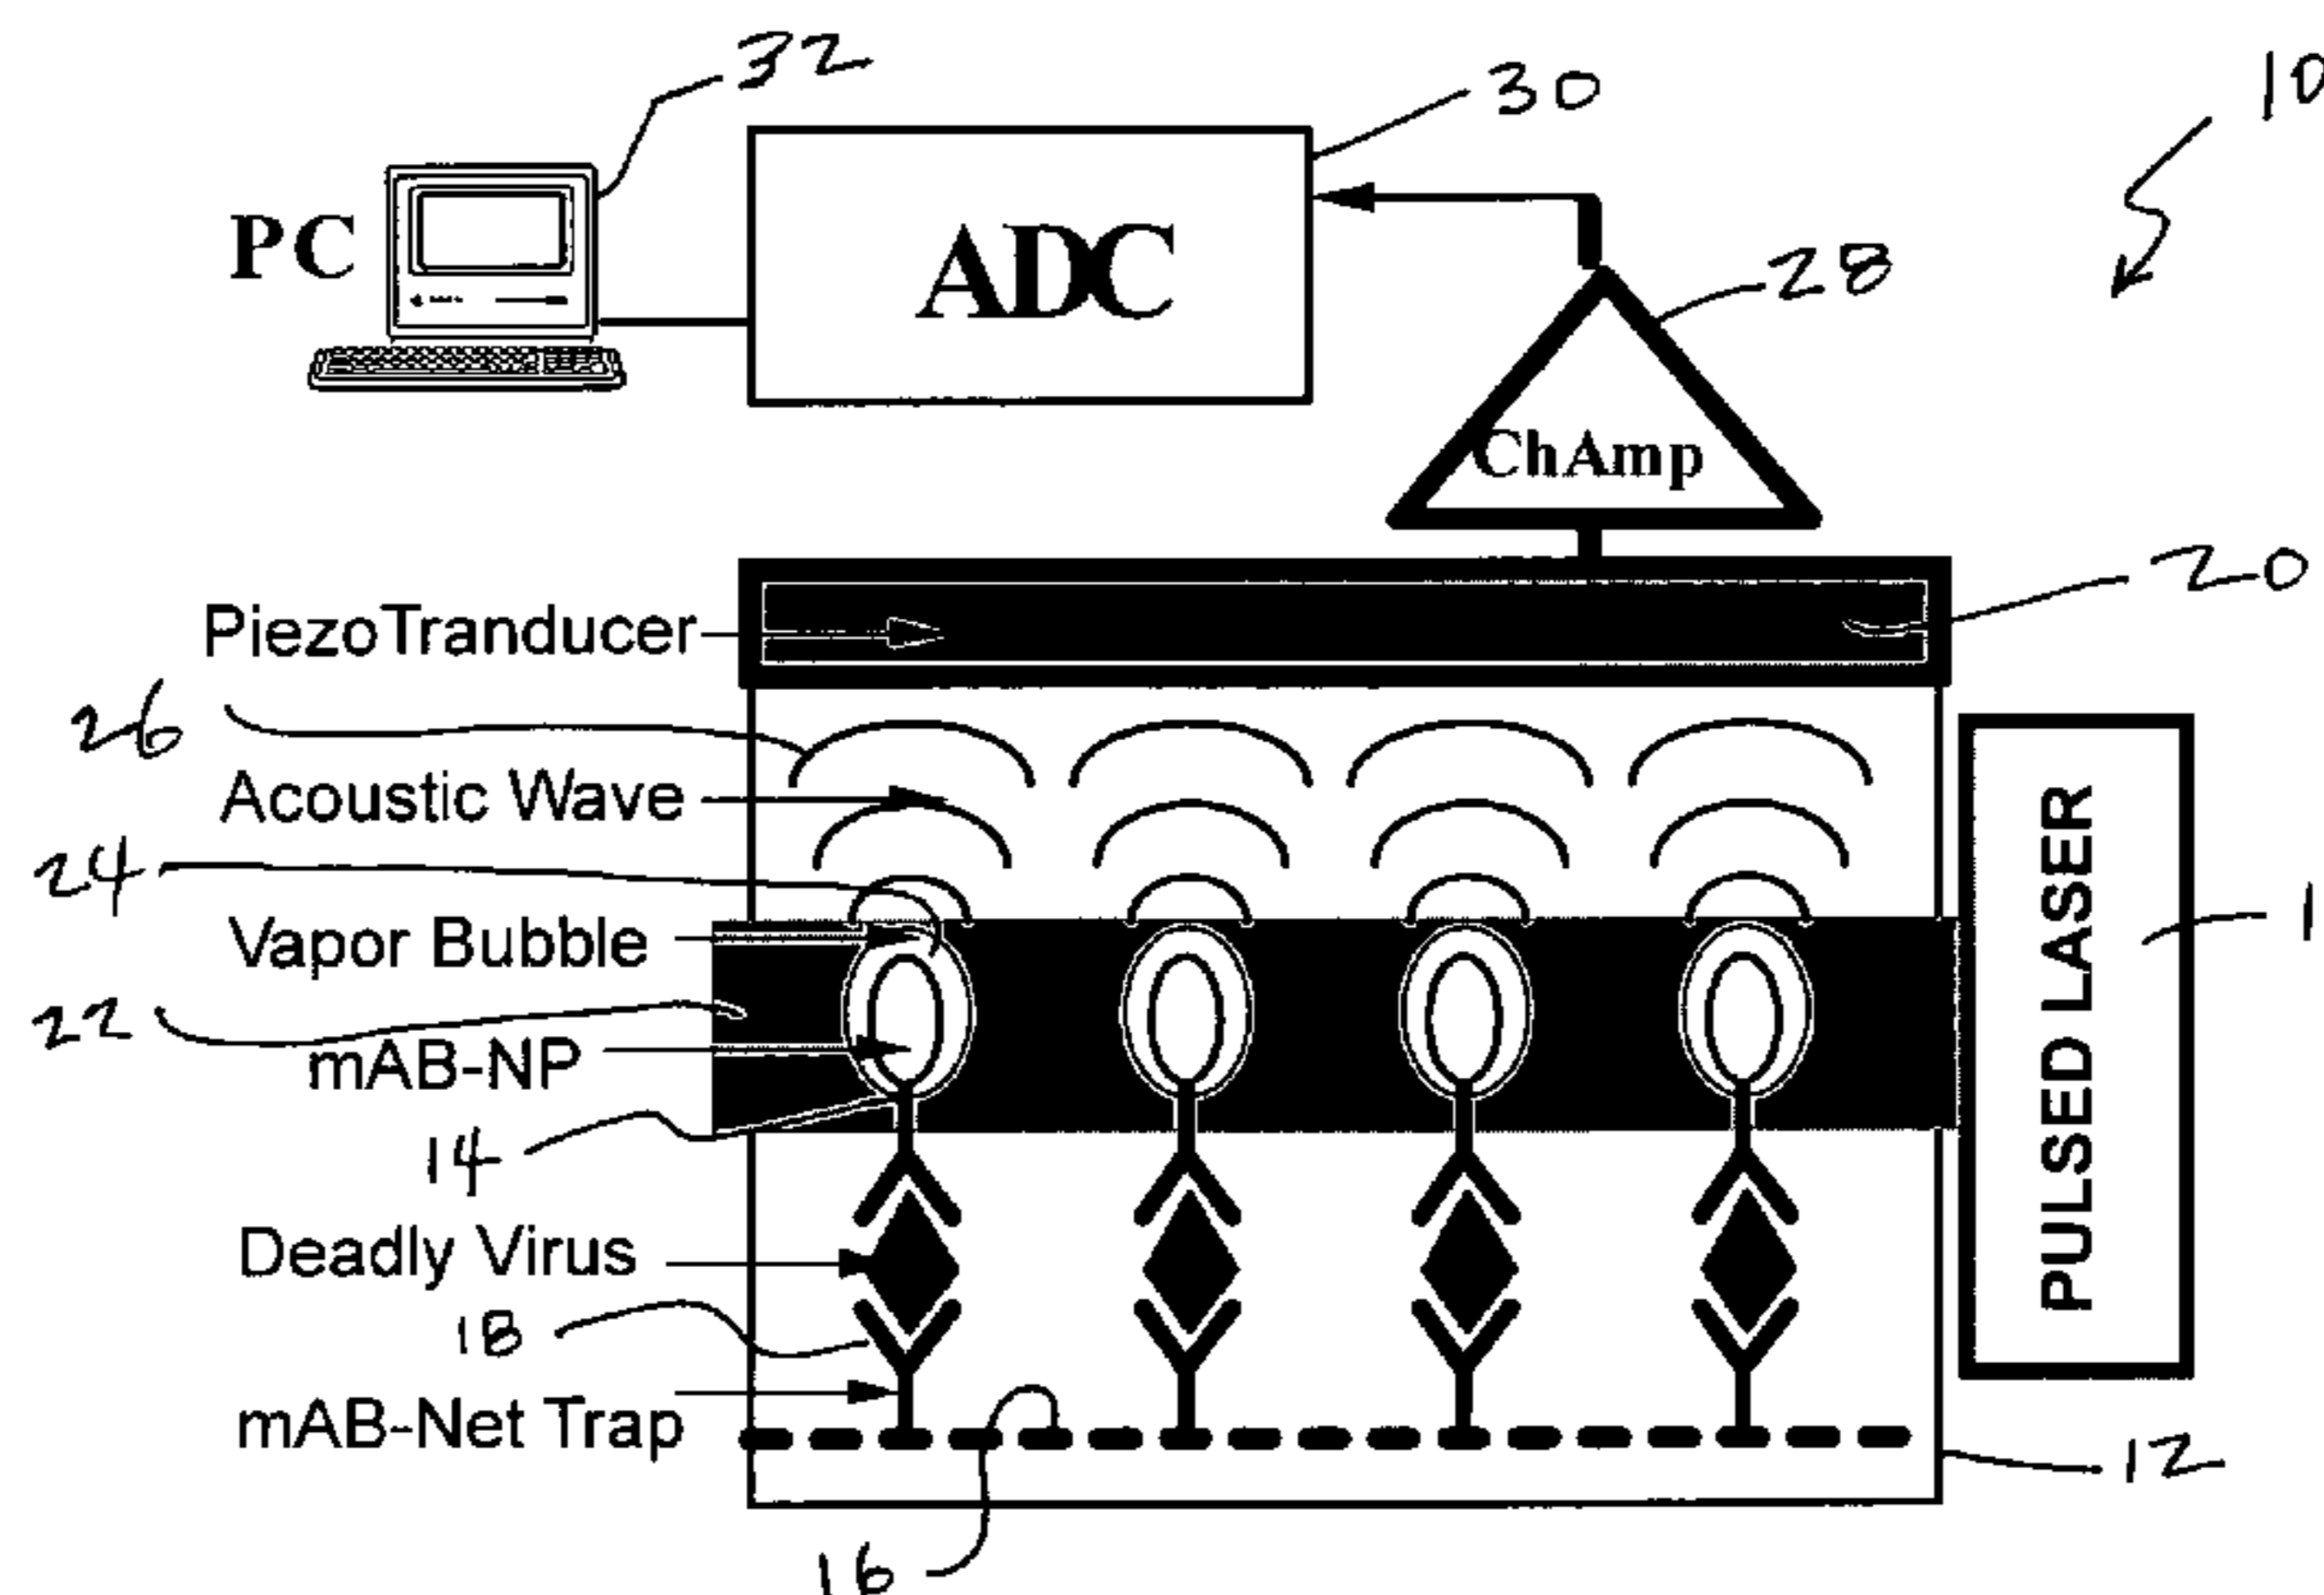 32
30
10
PC
ADC
28
ChAmp
20
PiezoTranducer
26
Acoustic Wave
24
Vapor Bubble
1
22
mAB-NP
PULSED LASER
14
Deadly Virus
18
mAB-Net Trap
12
16